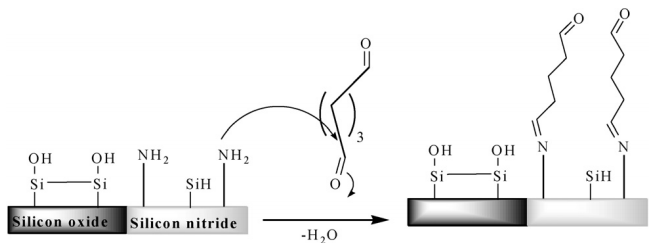 O
O
O
3
OH OH NH2 NH2
O
N N
OH OH
Si Si SiH
Si Si SiH
Silicon oxide Silicon nitride
-H2O